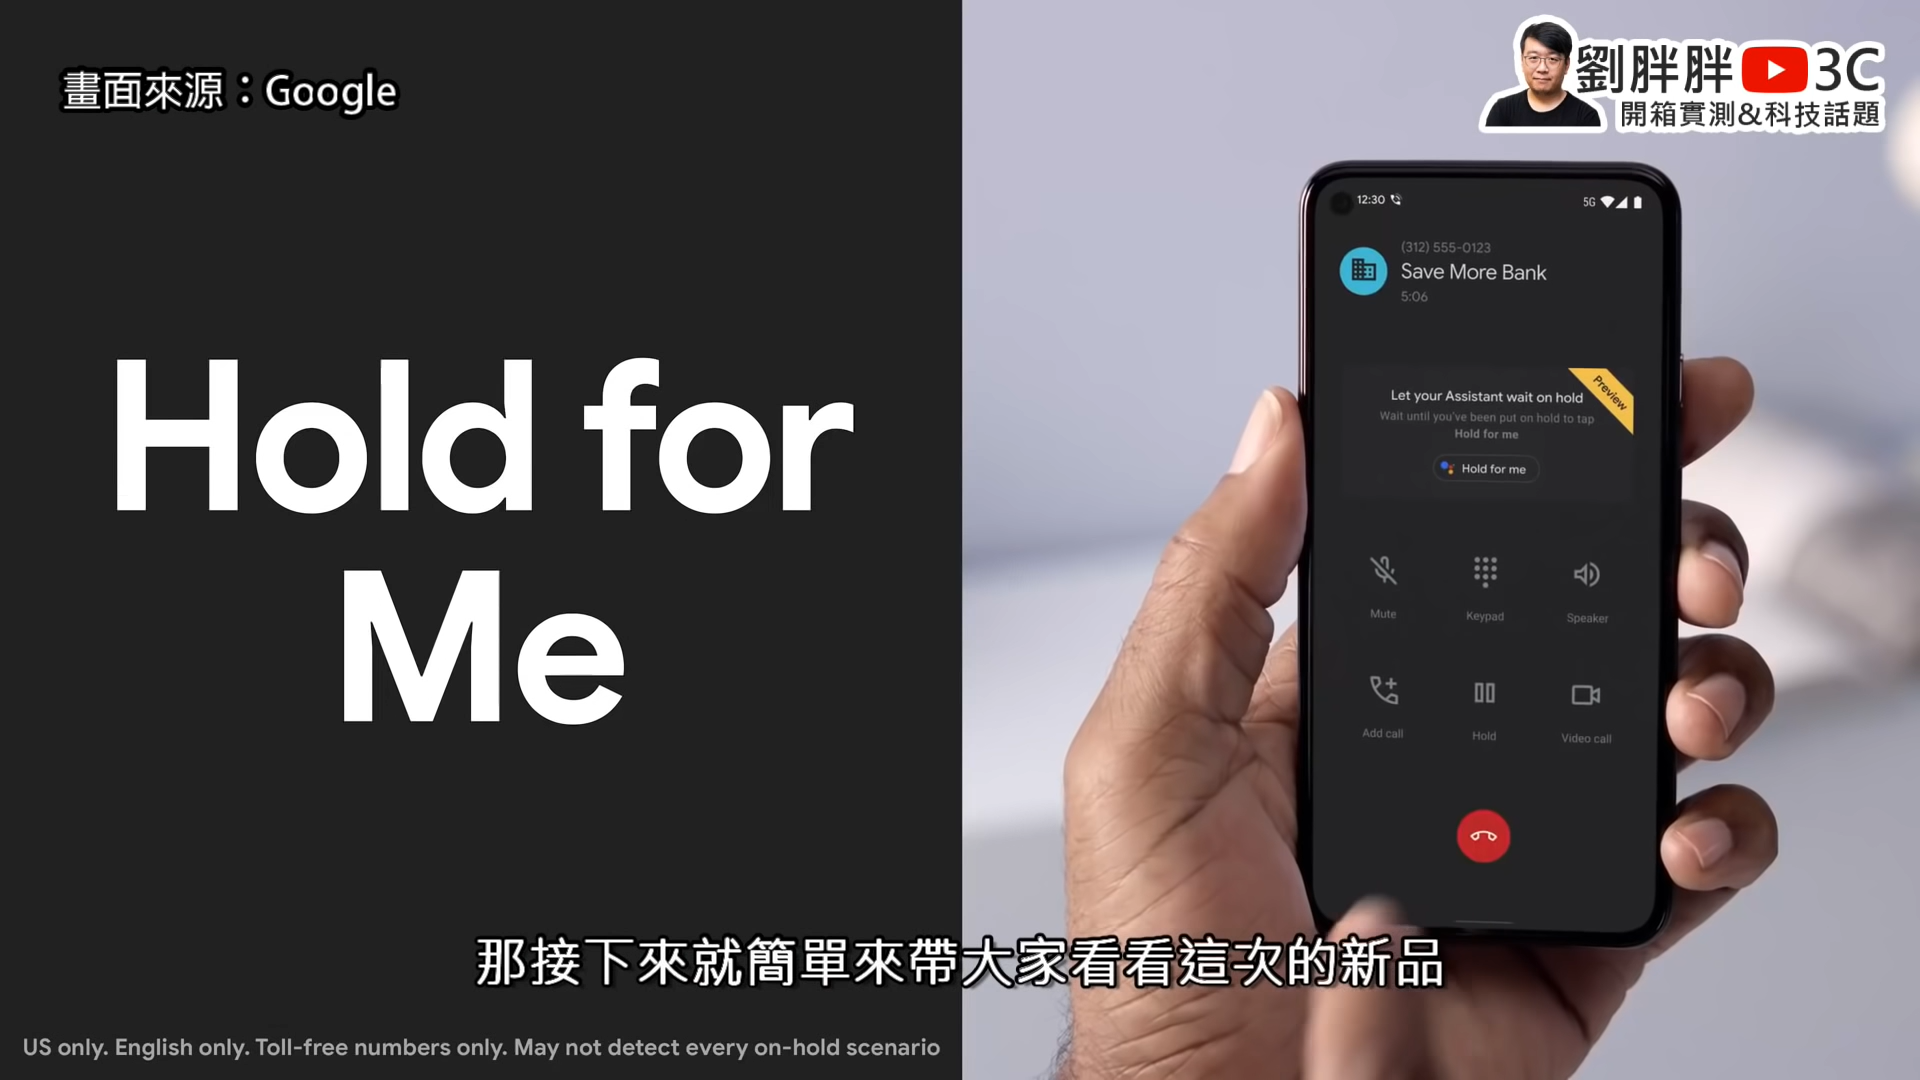 畫面來源：Google
劉胖胖 3C
開箱實測&科技話題
Hold for
Me
12:30
5G
(312) 555-0123
Save More Bank
5:06
Preview
Let your Assistant wait on hold
Wait until you've been put on hold to tap
Hold for me
Hold for me
Mute
Keypad
Speaker
Add call
Hold
Video call
那接下來就簡單來帶大家看看這次的新品
US only. English only. Toll-free numbers only. May not detect every on-hold scenario